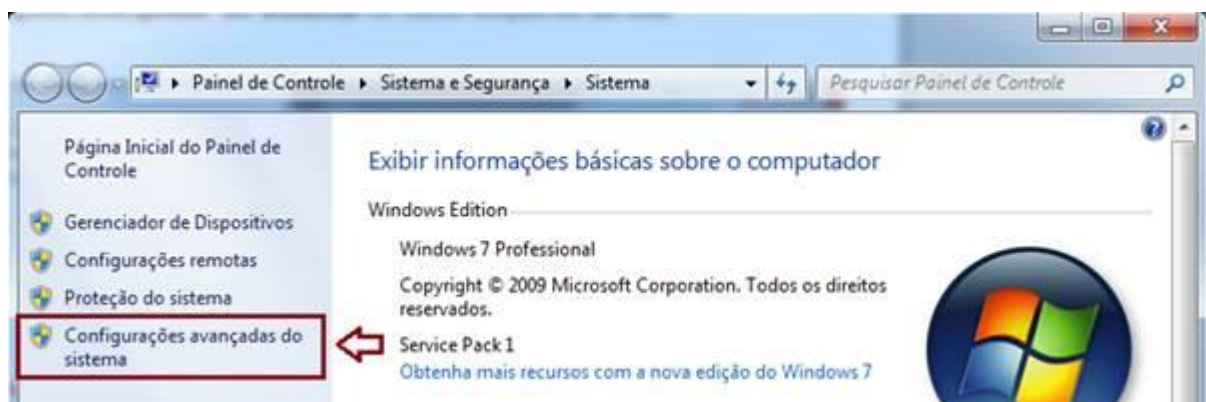 Painel de Controle ▸ Sistema e Segurança ▸ Sistema
Pesquisar Painel de Controle
Página Inicial do Painel de
Controle
Gerenciador de Dispositivos
Configurações remotas
Proteção do sistema
Configurações avançadas do
sistema
Exibir informações básicas sobre o computador
Windows Edition
Windows 7 Professional
Copyright © 2009 Microsoft Corporation. Todos os direitos
reservados.
Service Pack 1
Obtenha mais recursos com a nova edição do Windows 7